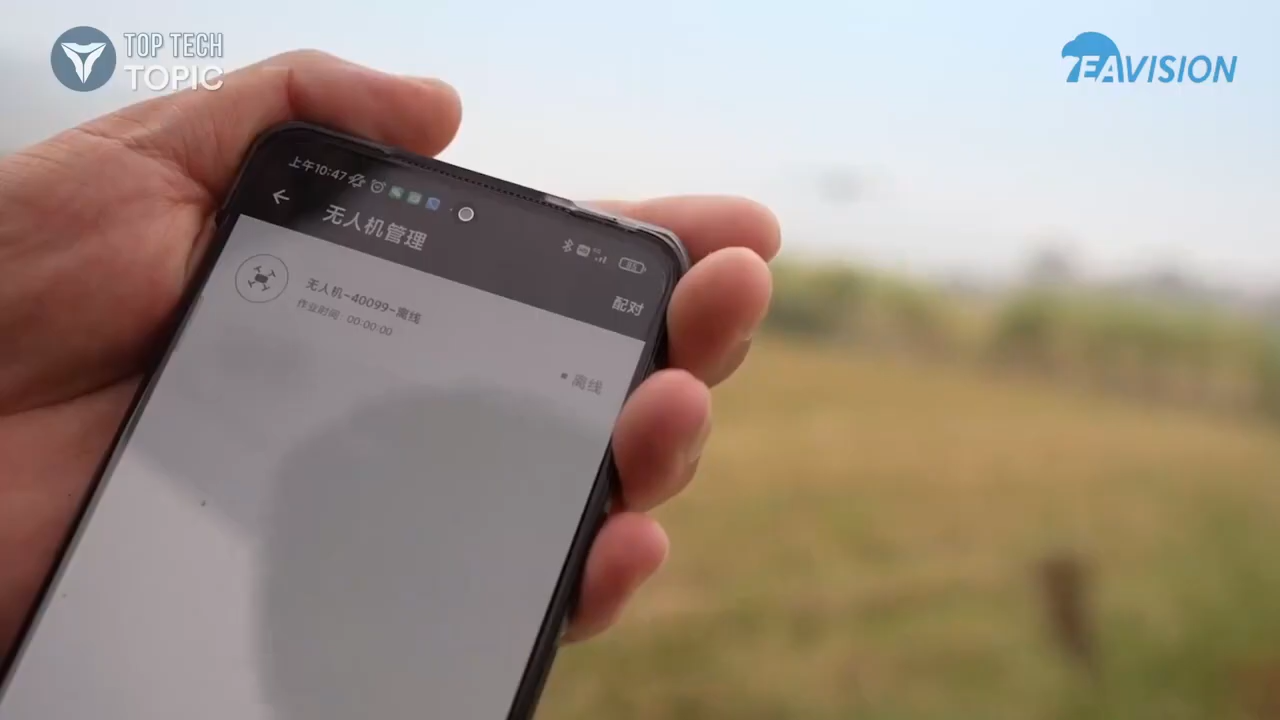 TOP TECH
TOPIC
EAVISION
上午10:47
无人机管理
配对
无人机-40099-离线
作业时间：00:00:00
离线